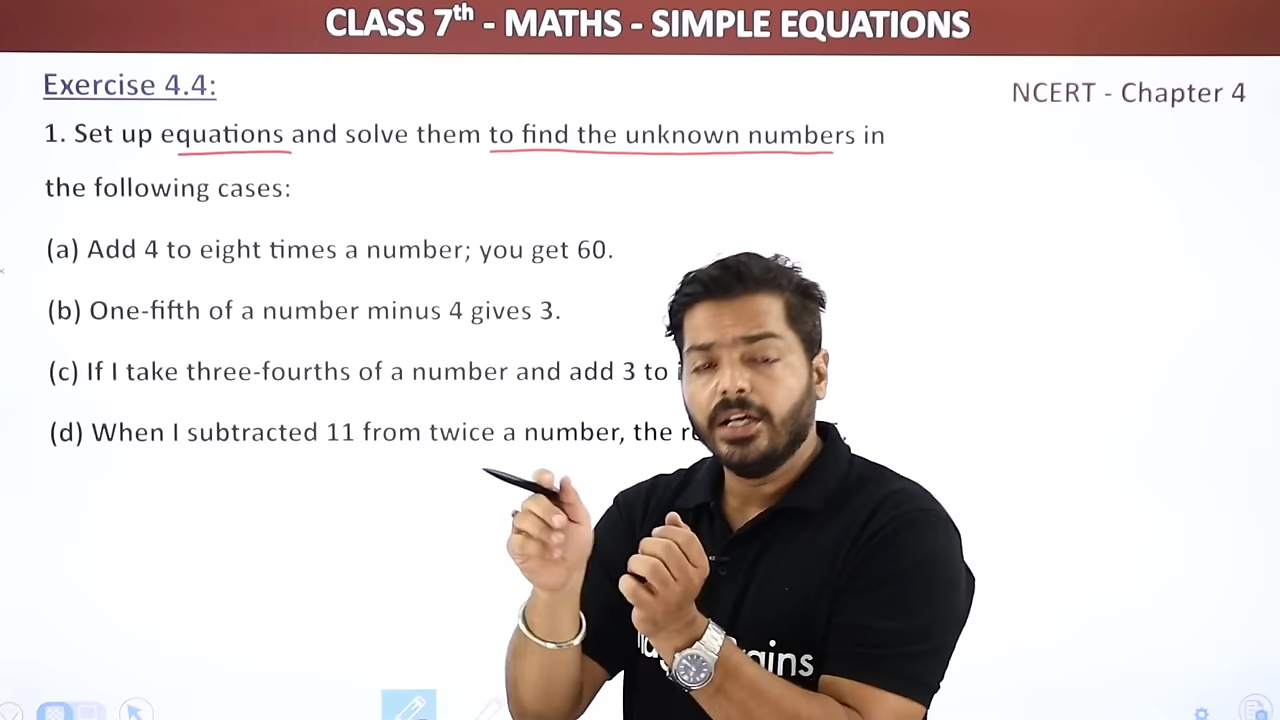 CLASS 7th - MATHS - SIMPLE EQUATIONS
Exercise 4.4:
NCERT - Chapter 4
1. Set up equations and solve them to find the unknown numbers in
the following cases:
(a) Add 4 to eight times a number; you get 60.
(b) One-fifth of a number minus 4 gives 3.
(c) If I take three-fourths of a number and add 3 to
(d) When I subtracted 11 from twice a number, the